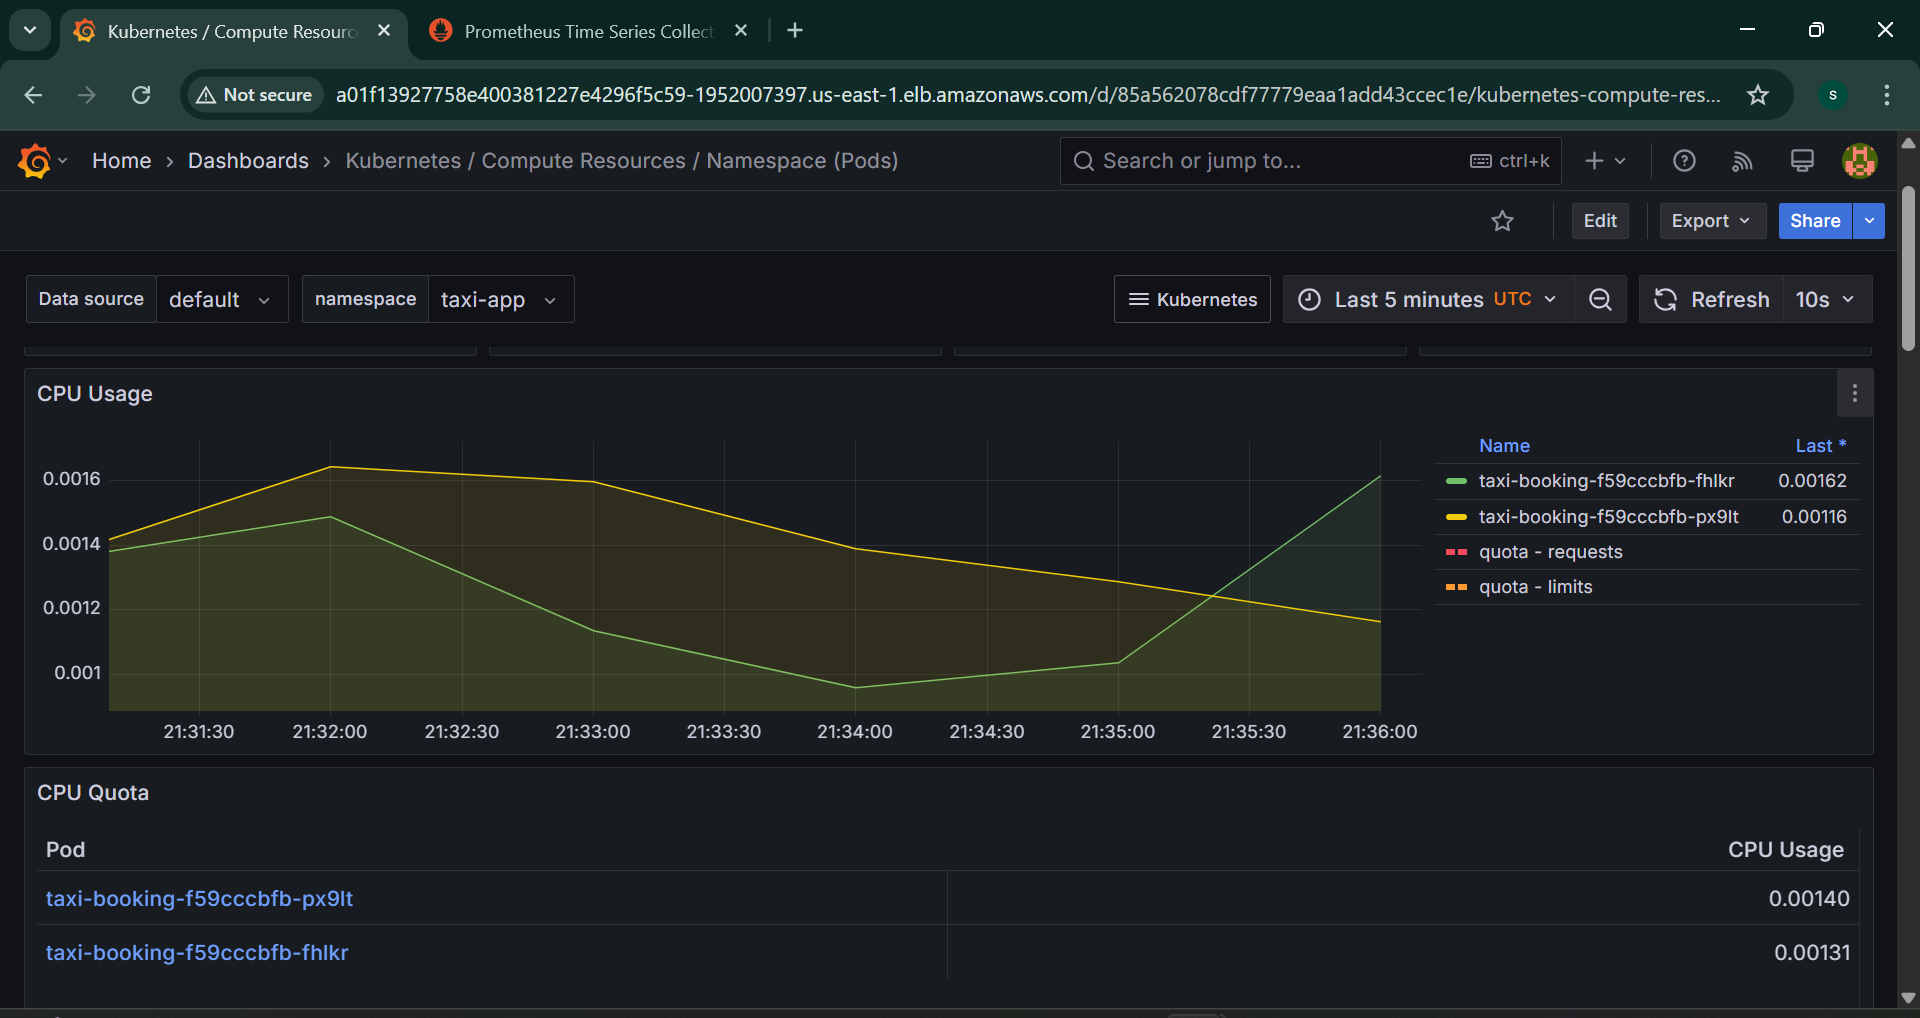 Kubernetes / Compute Resourc
Prometheus Time Series Collect
Not secure
a01f13927758e400381227e4296f5c59-1952007397.us-east-1.elb.amazonaws.com/d/85a562078cdf77779eaa1add43ccec1e/kubernetes-compute-res...
s
Home › Dashboards › Kubernetes / Compute Resources / Namespace (Pods)
Search or jump to...
ctrl+k
Edit
Export
Share
Data source
default
namespace
taxi-app
Kubernetes
Last 5 minutes UTC
Refresh
10s
CPU Usage
0.0016
0.0014
0.0012
0.001
21:31:30 21:32:00 21:32:30 21:33:00 21:33:30 21:34:00 21:34:30 21:35:00 21:35:30 21:36:00
Name Last *
taxi-booking-f59cccbfb-fhlkr 0.00162
taxi-booking-f59cccbfb-px9lt 0.00116
quota - requests
quota - limits
CPU Quota
Pod CPU Usage
taxi-booking-f59cccbfb-px9lt 0.00140
taxi-booking-f59cccbfb-fhlkr 0.00131